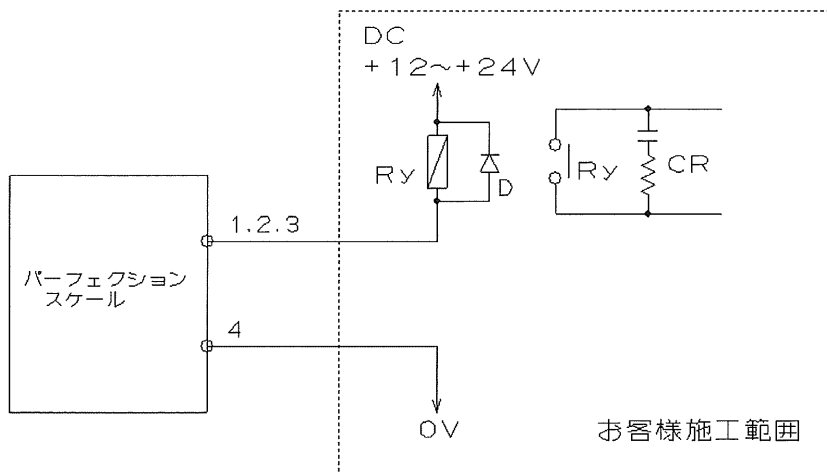 DC
+12~+24V
Ry
D
Ry
CR
1.2.3
パーフェクション
スケール
4
0V
お客様施工範囲